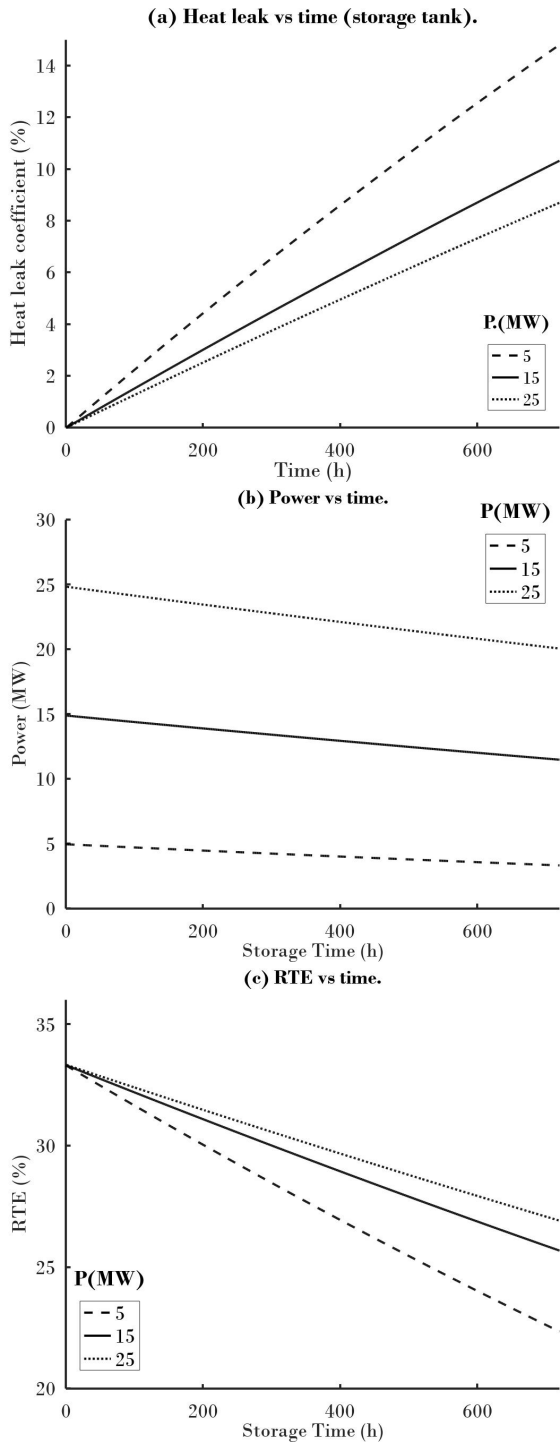 (a) Heat leak vs time (storage tank).
14
12
10
8
6
4
2
0
Heat leak coefficient (%)
P.(MW)
5
15
25
0 200 400 600
Time (h)
(b) Power vs time.
30
25
20
15
10
5
0
Power (MW)
P(MW)
5
15
25
0 200 400 600
Storage Time (h)
(c) RTE vs time.
35
30
25
20
RTE (%)
P(MW)
5
15
25
0 200 400 600
Storage Time (h)